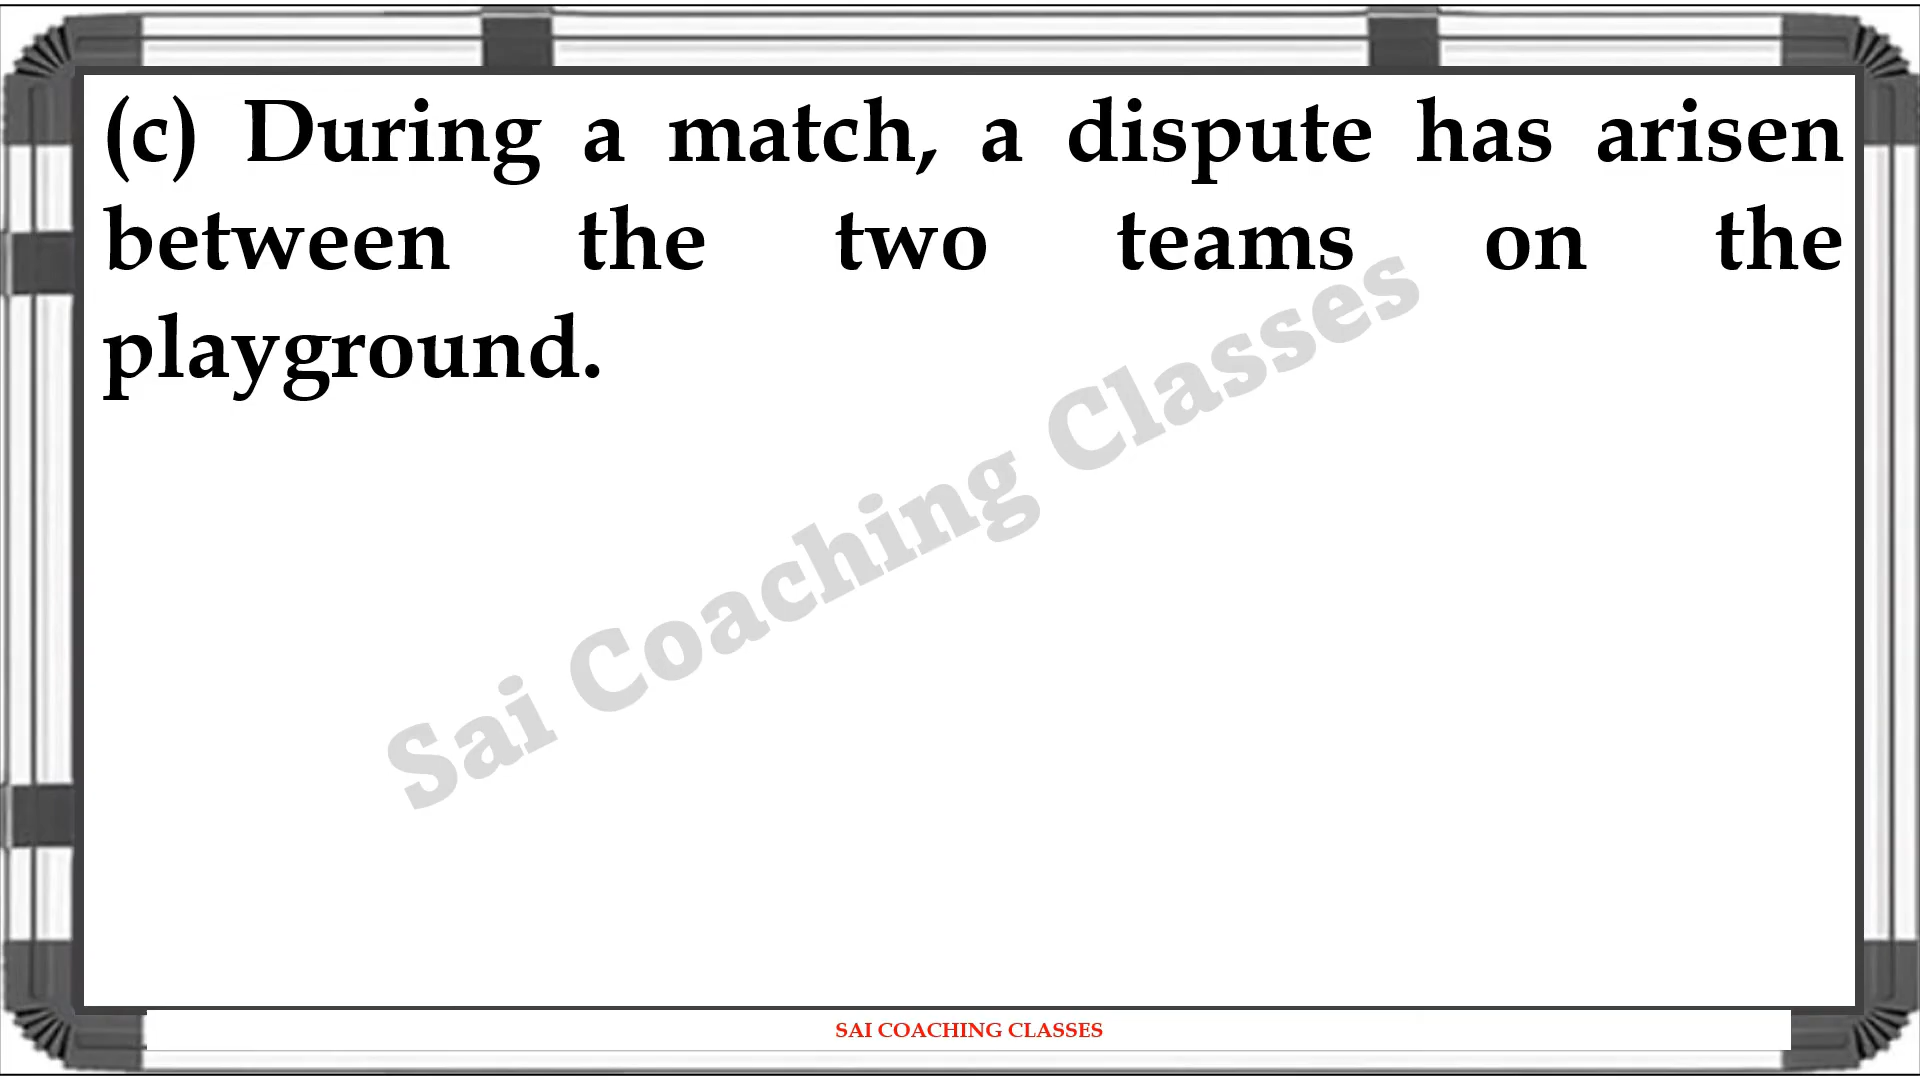 (c) During a match, a dispute has arisen
between the two teams on the
playground.
Sai Coaching Classes
SAI COACHING CLASSES